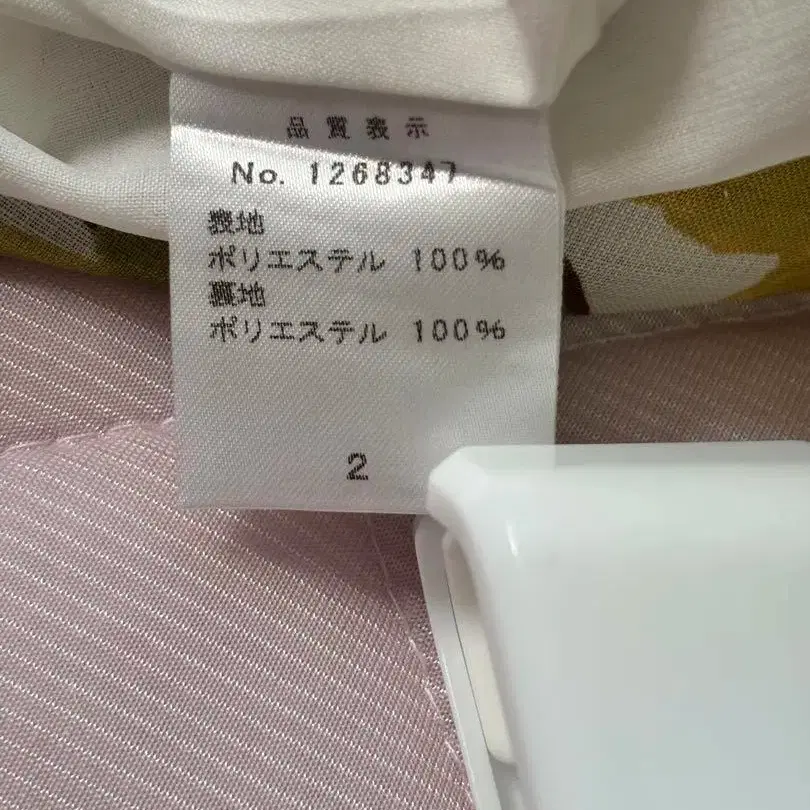 品質表示
No. 1268347
表地
ポリエステル 100%
裏地
ポリエステル 100%
2